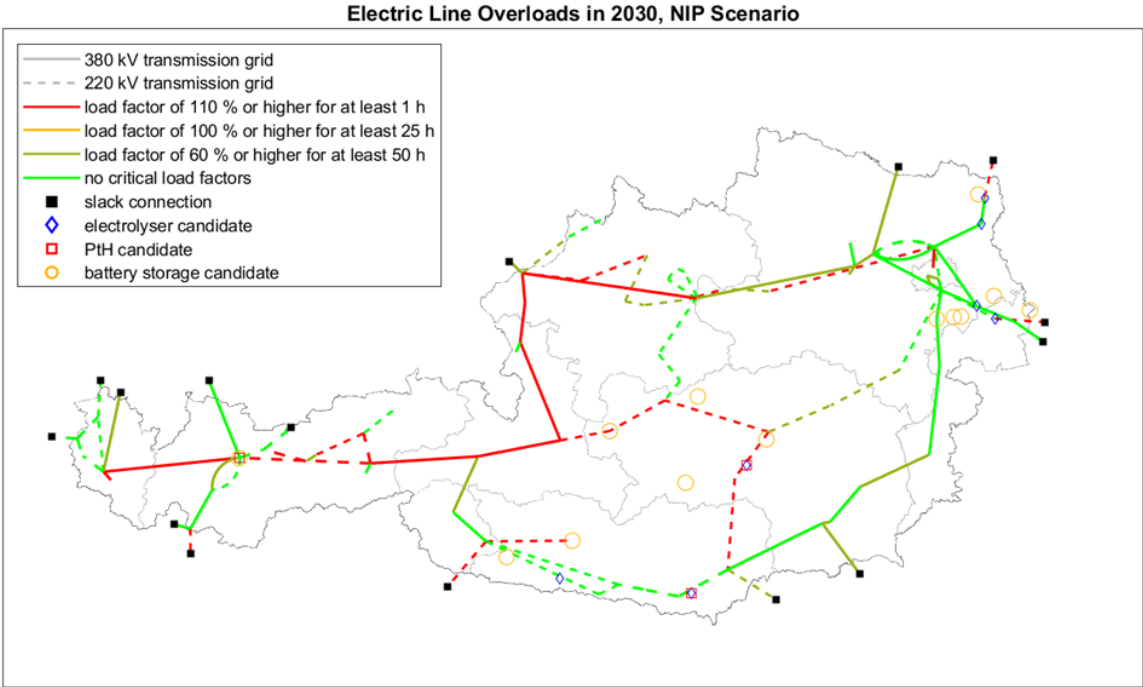 Electric Line Overloads in 2030, NIP Scenario
380 kV transmission grid
220 kV transmission grid
load factor of 110 % or higher for at least 1 h
load factor of 100 % or higher for at least 25 h
load factor of 60 % or higher for at least 50 h
no critical load factors
slack connection
electrolyser candidate
PtH candidate
battery storage candidate